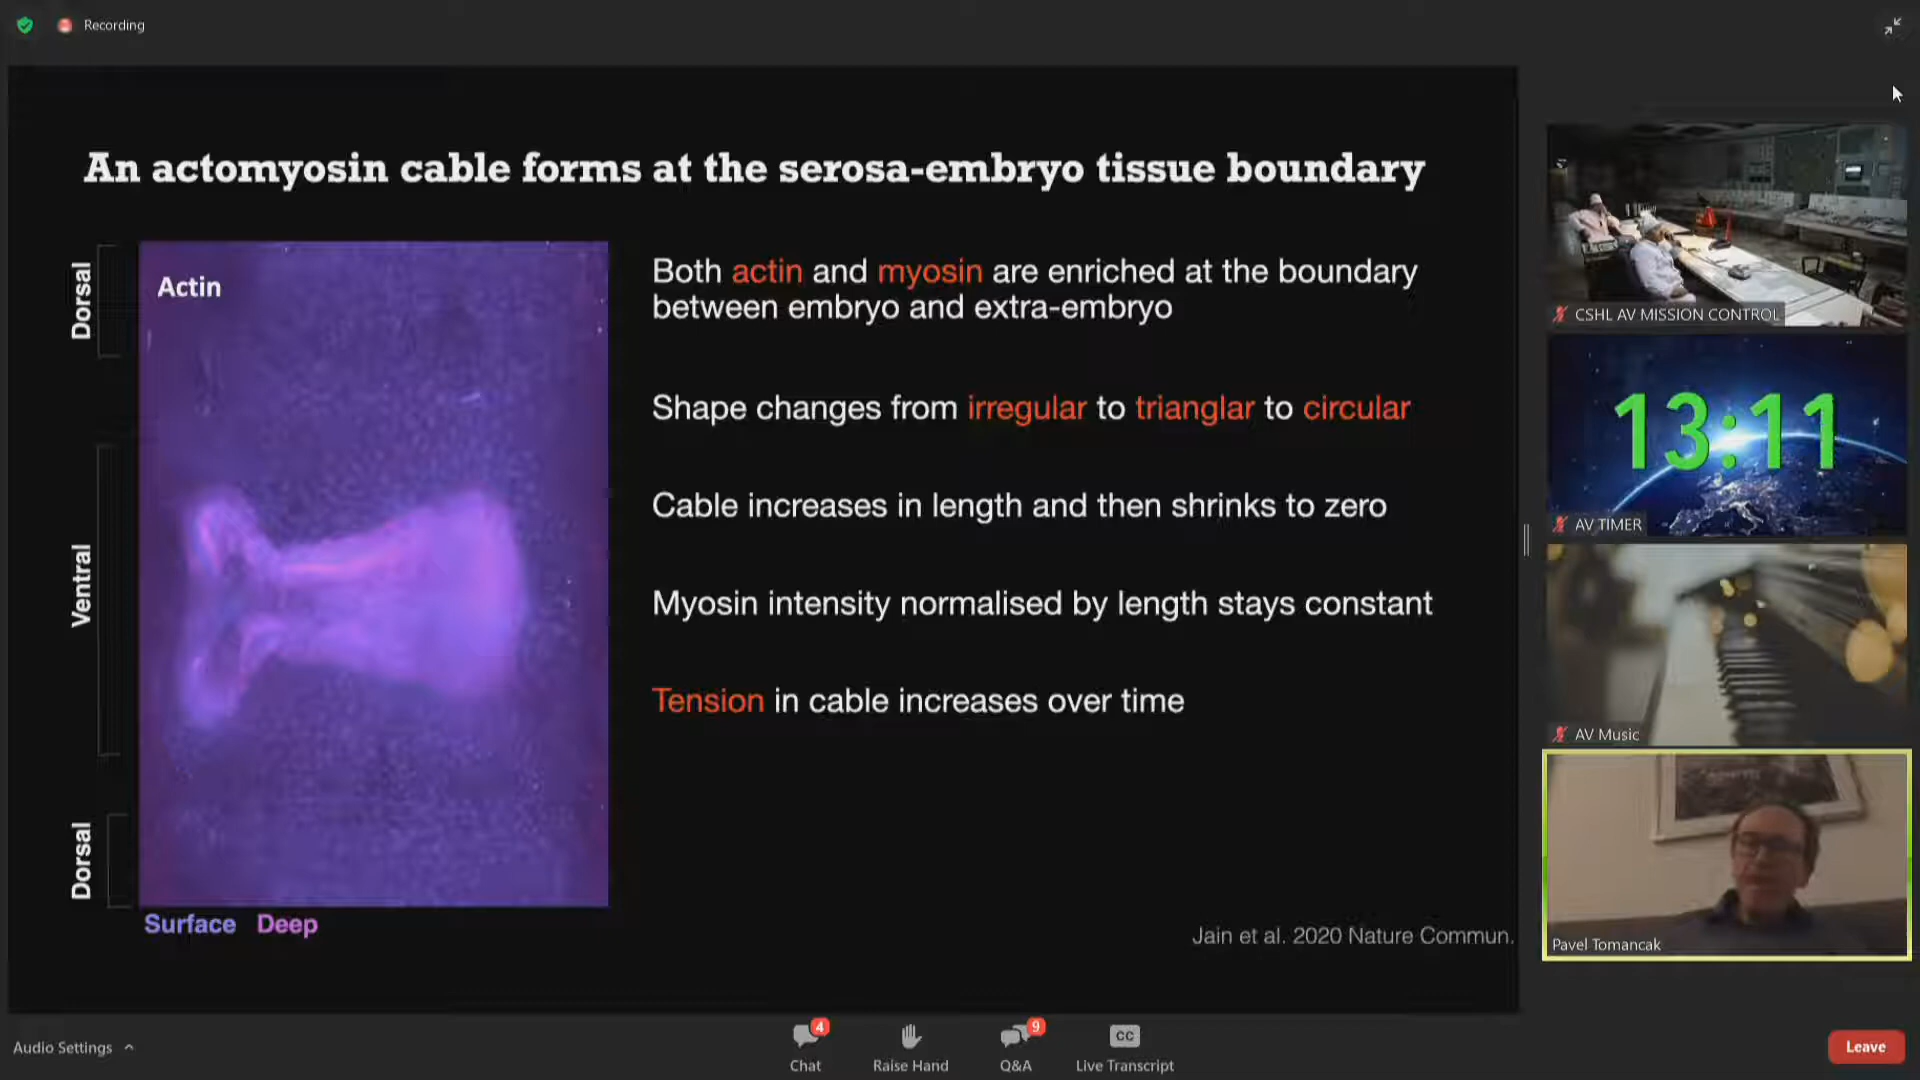 Recording
An actomyosin cable forms at the serosa-embryo tissue boundary
Dorsal
Ventral
Dorsal
Actin
Surface Deep
Both actin and myosin are enriched at the boundary
between embryo and extra-embryo
Shape changes from irregular to trianglar to circular
Cable increases in length and then shrinks to zero
Myosin intensity normalised by length stays constant
Tension in cable increases over time
Jain et al. 2020 Nature Commun.
CSHL AV MISSION CONTROL
13:11
AV TIMER
AV Music
Pavel Tomancak
Audio Settings
4
Chat
Raise Hand
9
Q&A
CC
Live Transcript
Leave